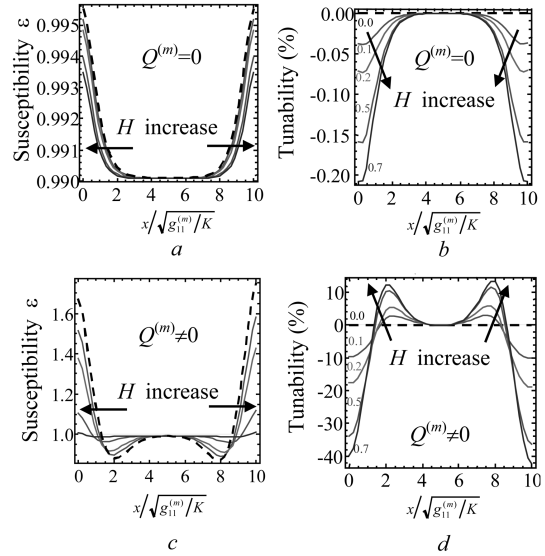 Susceptibility ε
0.995
0.994
0.993
0.991
0.990
Q^(m)=0
H increase
0 2 4 6 8 10
x/√g₁₁^(m)/K
a
Tunability (%)
0.00
-0.05
-0.10
-0.15
-0.20
0.0
0.1
0.2
0.5
0.7
Q^(m)=0
H increase
0 2 4 6 8 10
x/√g₁₁^(m)/K
b
Susceptibility ε
1.6
1.4
1.2
1.0
Q^(m)≠0
H increase
0 2 4 6 8 10
x/√g₁₁^(m)/K
c
Tunability (%)
10
0
-10
-20
-30
-40
0.0
0.1
0.2
0.5
0.7
H increase
Q^(m)≠0
0 2 4 6 8 10
x/√g₁₁^(m)/K
d